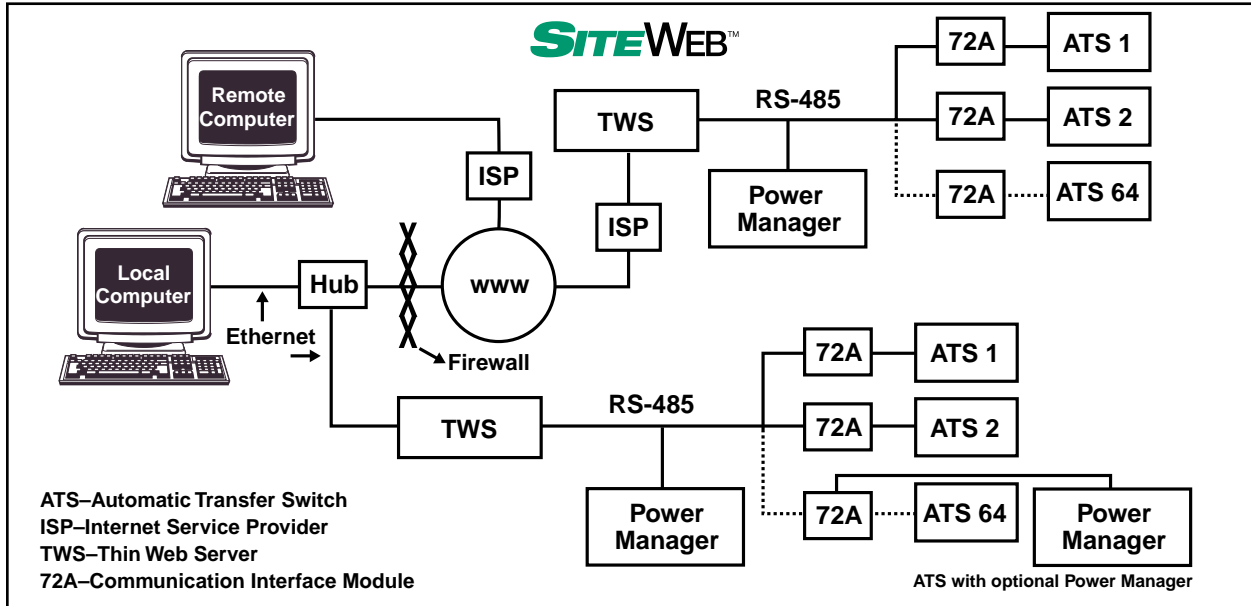 SITEWEB™
Remote
Computer
ISP
TWS
RS-485
Power
Manager
72A
ATS 1
72A
ATS 2
72A
ATS 64
ISP
www
Local
Computer
Hub
Ethernet
Firewall
TWS
RS-485
Power
Manager
72A
ATS 1
72A
ATS 2
72A
ATS 64
Power
Manager
ATS with optional Power Manager
ATS–Automatic Transfer Switch
ISP–Internet Service Provider
TWS–Thin Web Server
72A–Communication Interface Module